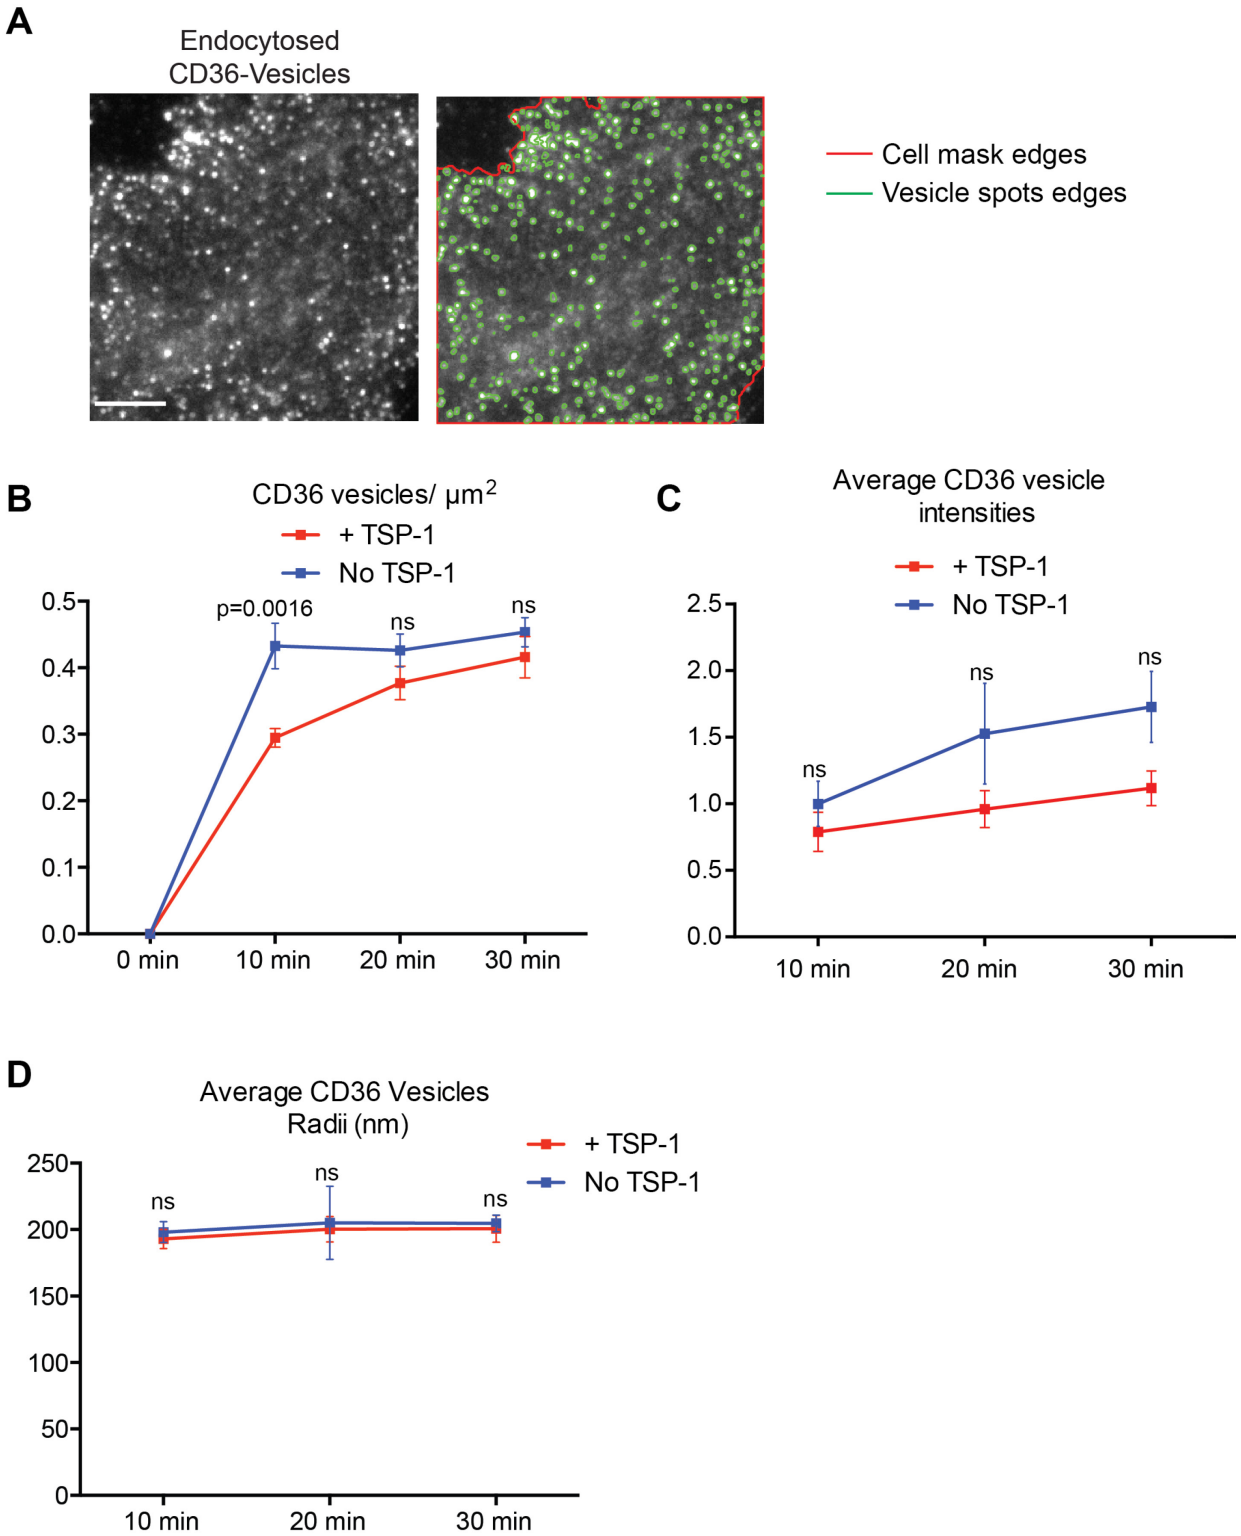 A
Endocytosed
CD36-Vesicles
Cell mask edges
Vesicle spots edges
B
CD36 vesicles/ µm²
+ TSP-1
No TSP-1
p=0.0016
ns
ns
0.5
0.4
0.3
0.2
0.1
0.0
0 min
10 min
20 min
30 min
C
Average CD36 vesicle
intensities
+ TSP-1
No TSP-1
2.5
2.0
1.5
1.0
0.5
0.0
ns
ns
ns
10 min
20 min
30 min
D
Average CD36 Vesicles
Radii (nm)
+ TSP-1
No TSP-1
250
200
150
100
50
0
ns
ns
ns
10 min
20 min
30 min